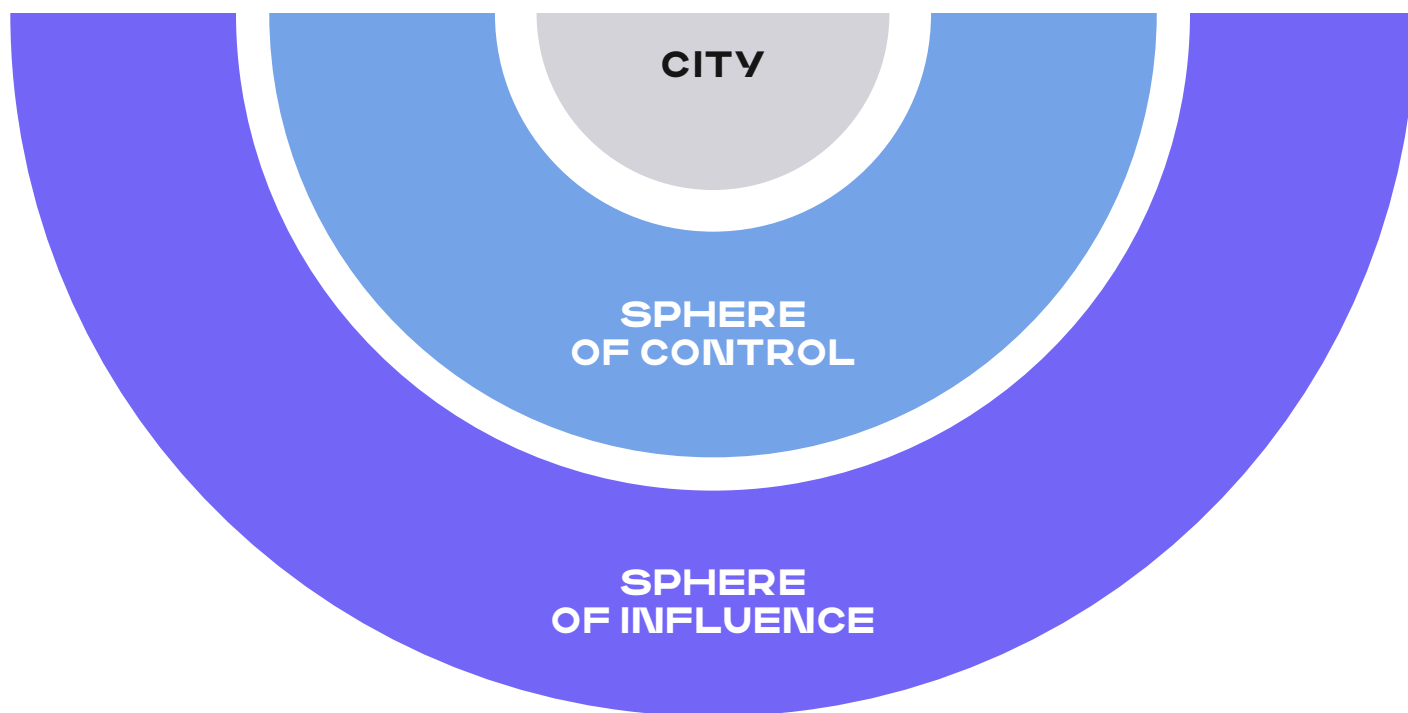 CITY
SPHERE
OF CONTROL
SPHERE
OF INFLUENCE